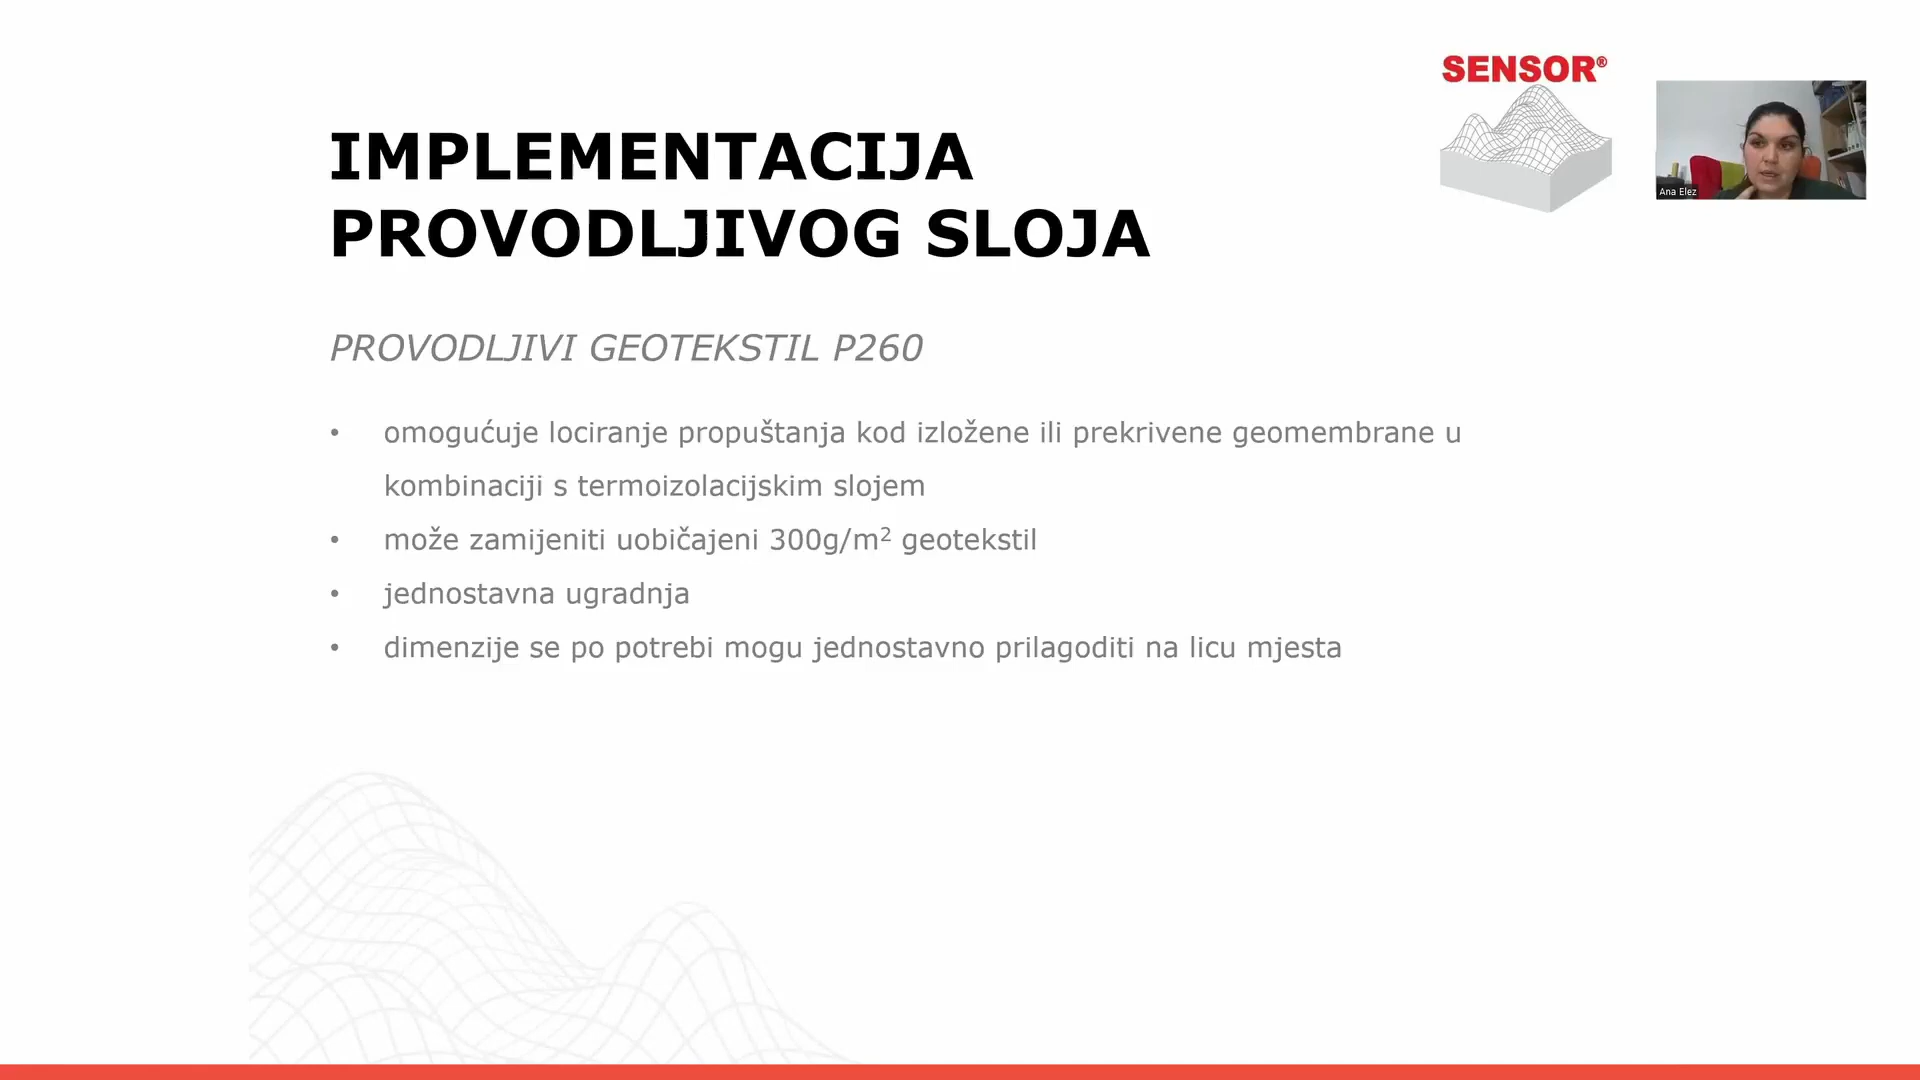 SENSOR®
IMPLEMENTACIJA
PROVODLJIVOG SLOJA
Ana Elez
PROVODLJIVI GEOTEKSTIL P260
• omogućuje lociranje propuštanja kod izložene ili prekrivene geomembrane u
kombinaciji s termoizolacijskim slojem
• može zamijeniti uobičajeni 300g/m² geotekstil
• jednostavna ugradnja
• dimenzije se po potrebi mogu jednostavno prilagoditi na licu mjesta